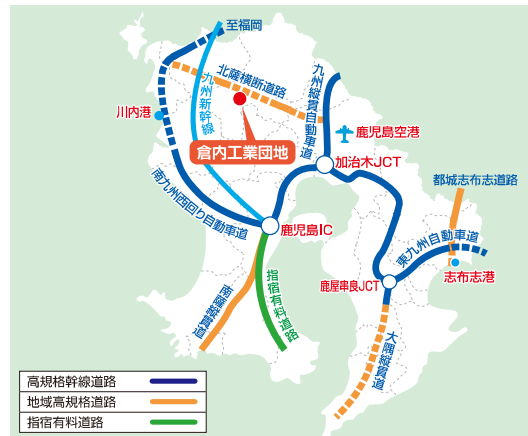 至福岡
九州新幹線
北薩横断道路
九州縦貫自動車道
川内港
鹿児島空港
倉内工業団地
加治木JCT
都城志布志道路
南九州西回り自動車道
鹿児島IC
東九州自動車道
志布志港
鹿屋串良JCT
指宿有料道路
南薩縦貫道
大隅縦貫道
高規格幹線道路
地域高規格道路
指宿有料道路